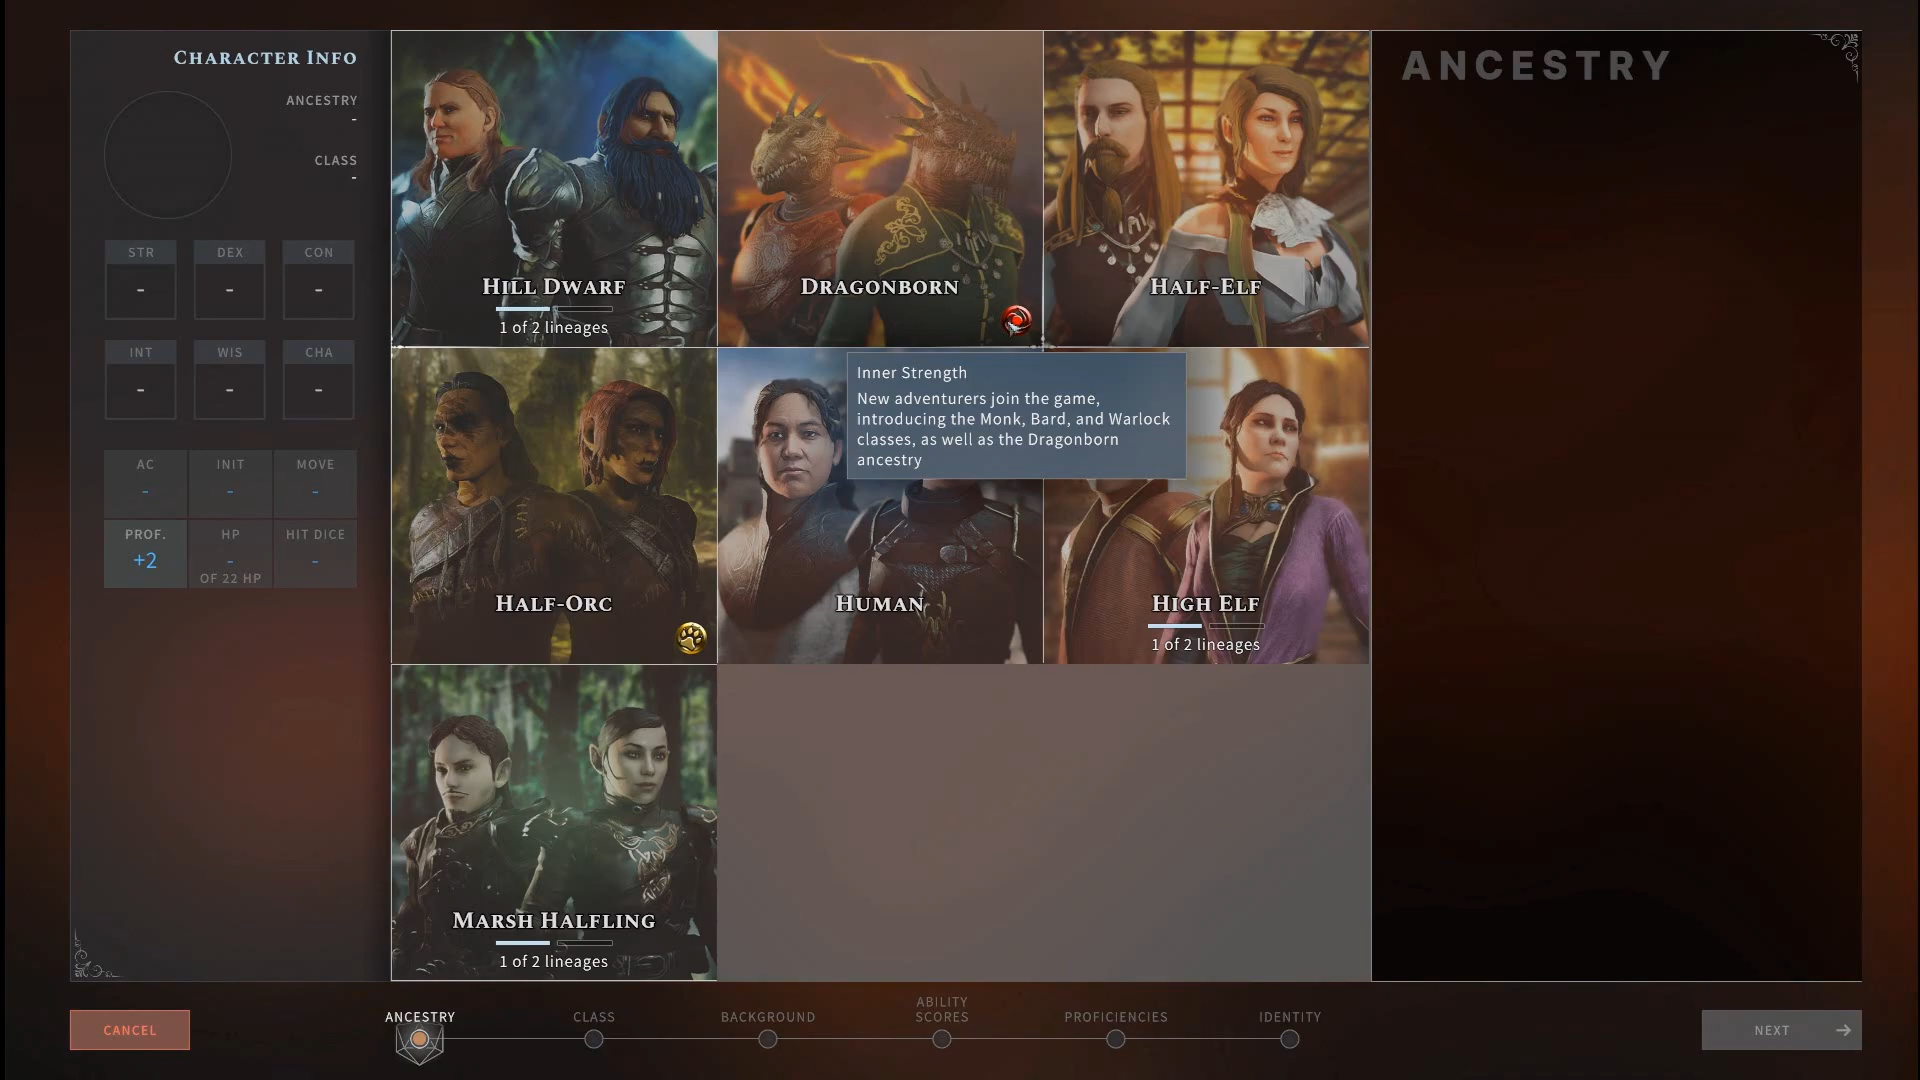 CHARACTER INFO
ANCESTRY
-
CLASS
-
STR
-
DEX
-
CON
-
INT
-
WIS
-
CHA
-
AC
-
INIT
-
MOVE
-
PROF.
+2
HP
-
OF 22 HP
HIT DICE
-
HILL DWARF
1 of 2 lineages
DRAGONBORN
HALF-ELF
HALF-ORC
HUMAN
HIGH ELF
1 of 2 lineages
MARSH HALFLING
1 of 2 lineages
Inner Strength
New adventurers join the game,
introducing the Monk, Bard, and Warlock
classes, as well as the Dragonborn
ancestry
ANCESTRY
CANCEL
ANCESTRY
CLASS
BACKGROUND
ABILITY
SCORES
PROFICIENCIES
IDENTITY
NEXT